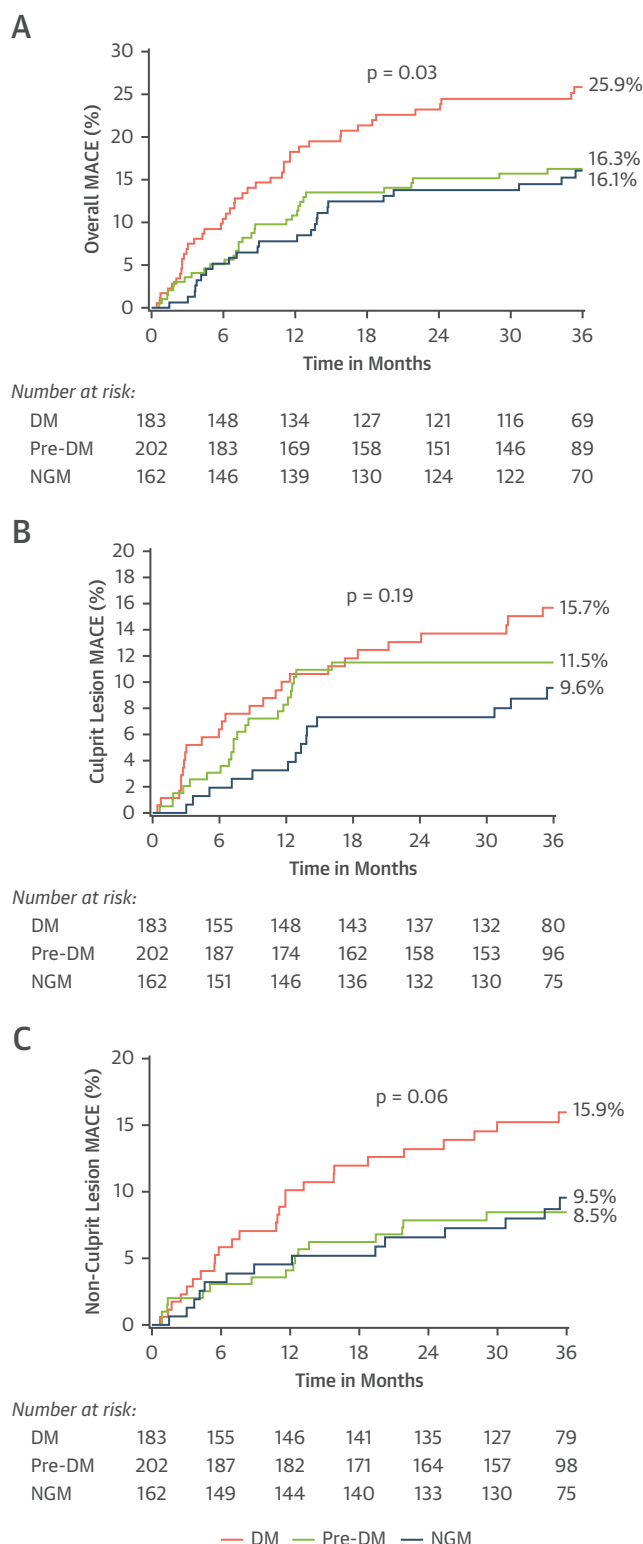 A
30
25
20
15
10
5
0
Overall MACE (%)
p = 0.03
25.9%
16.3%
16.1%
0 6 12 18 24 30 36
Time in Months
Number at risk:
DM 183 148 134 127 121 116 69
Pre-DM 202 183 169 158 151 146 89
NGM 162 146 139 130 124 122 70
B
20
18
16
14
12
10
8
6
4
2
0
Culprit Lesion MACE (%)
p = 0.19
15.7%
11.5%
9.6%
0 6 12 18 24 30 36
Time in Months
Number at risk:
DM 183 155 148 143 137 132 80
Pre-DM 202 187 174 162 158 153 96
NGM 162 151 146 136 132 130 75
C
20
15
10
5
0
Non-Culprit Lesion MACE (%)
p = 0.06
15.9%
9.5%
8.5%
0 6 12 18 24 30 36
Time in Months
Number at risk:
DM 183 155 146 141 135 127 79
Pre-DM 202 187 182 171 164 157 98
NGM 162 149 144 140 133 130 75
DM Pre-DM NGM